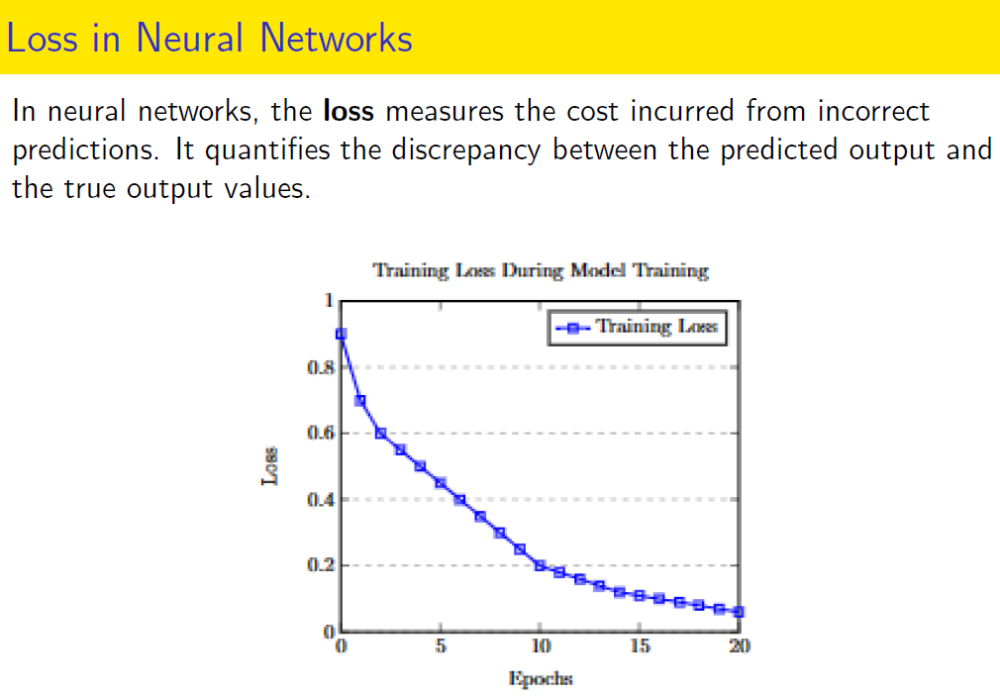 Loss in Neural Networks
In neural networks, the loss measures the cost incurred from incorrect
predictions. It quantifies the discrepancy between the predicted output and
the true output values.
Training Loss During Model Training
1
Training Loss
0.8
0.6
Loss
0.4
0.2
0
0 5 10 15 20
Epochs